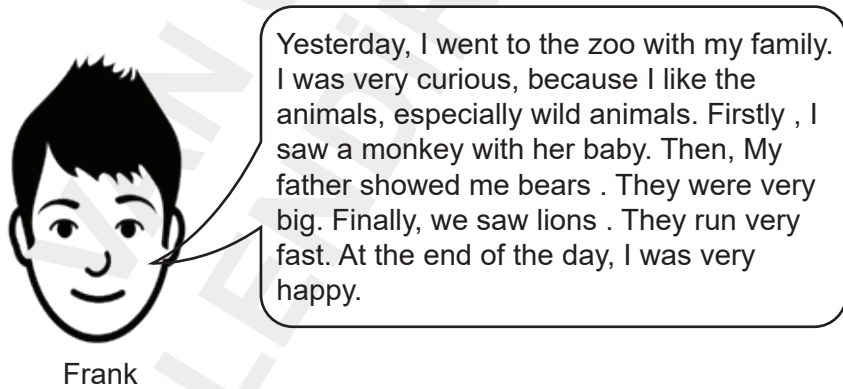 Yesterday, I went to the zoo with my family.
I was very curious, because I like the
animals, especially wild animals. Firstly , I
saw a monkey with her baby. Then, My
father showed me bears . They were very
big. Finally, we saw lions . They run very
fast. At the end of the day, I was very
happy.
Frank